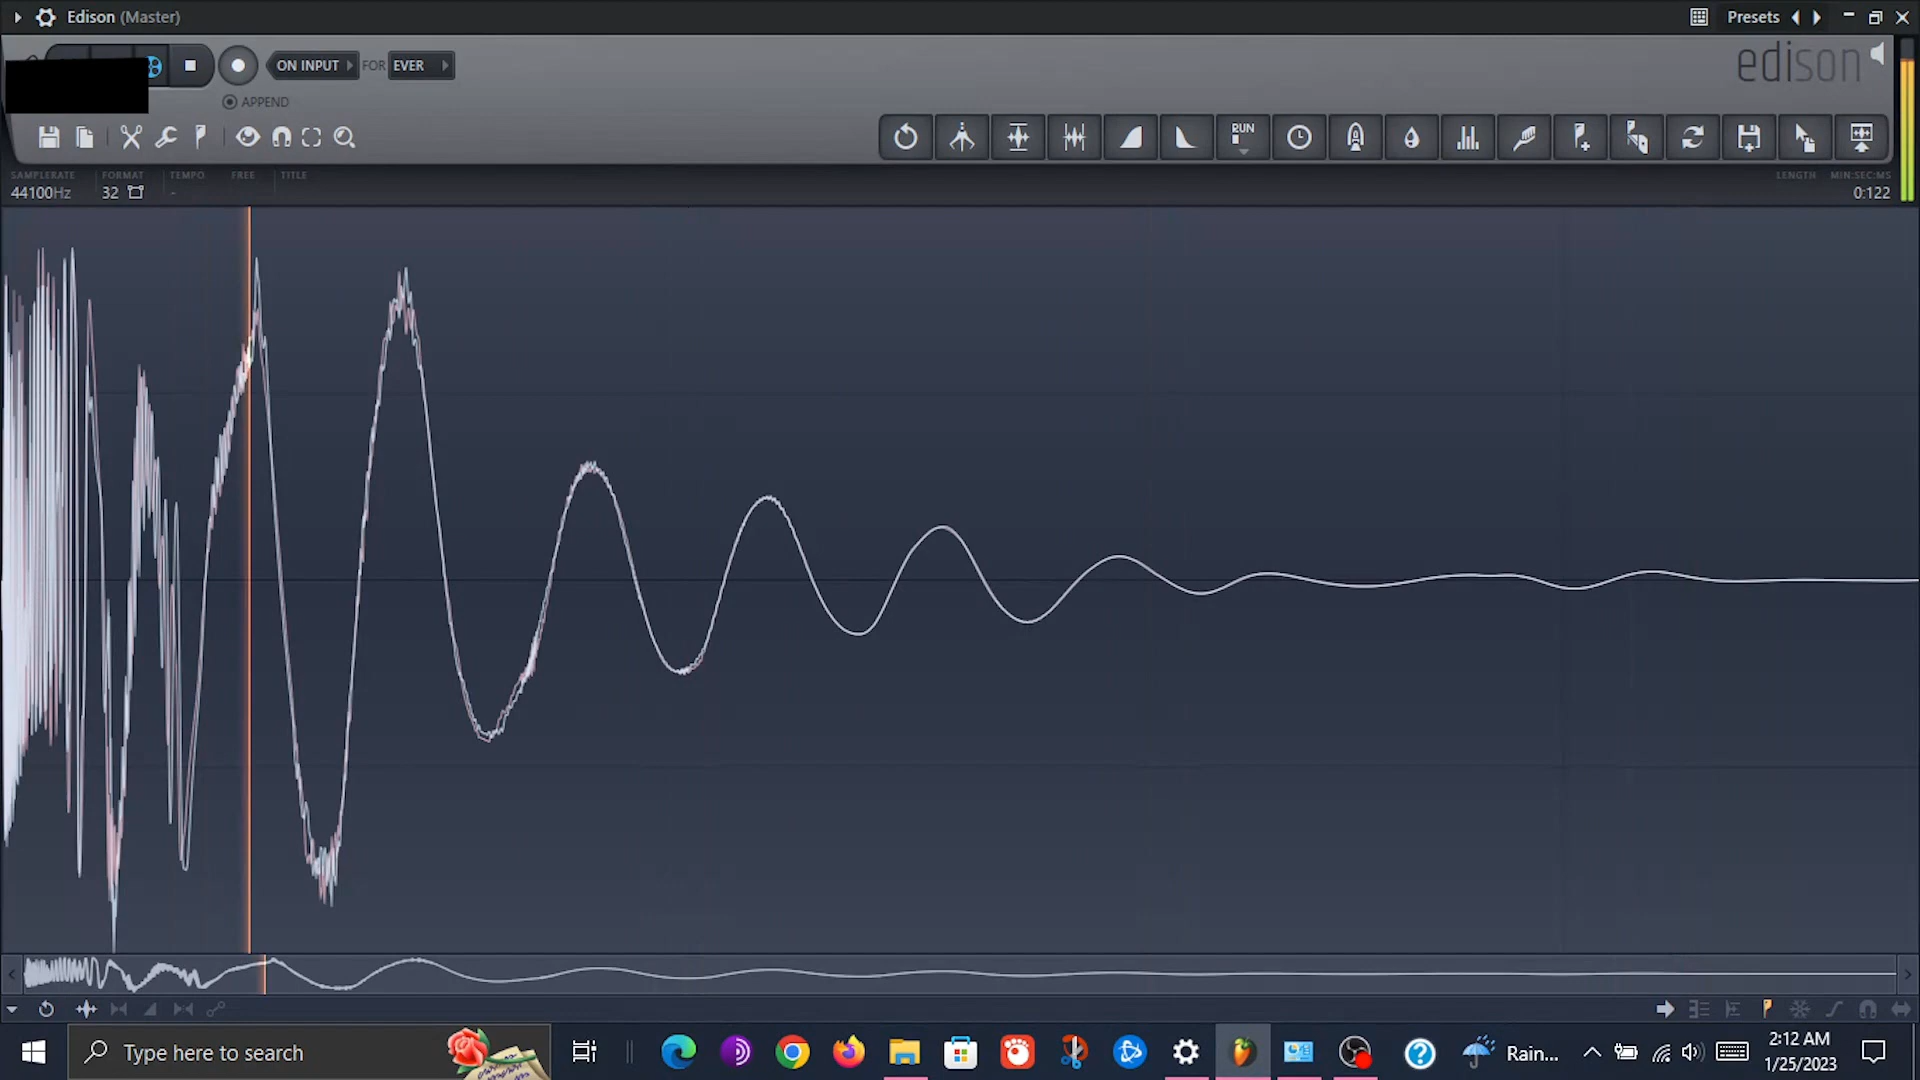 Edison (Master)
Presets
ON INPUT
FOR
EVER
edison
APPEND
RUN
SAMPLERATE
FORMAT
TEMPO
FREE
TITLE
LENGTH
MIN:SEC:MS
44100Hz
32
-
0:122
Type here to search
Rain...
2:12 AM
1/25/2023